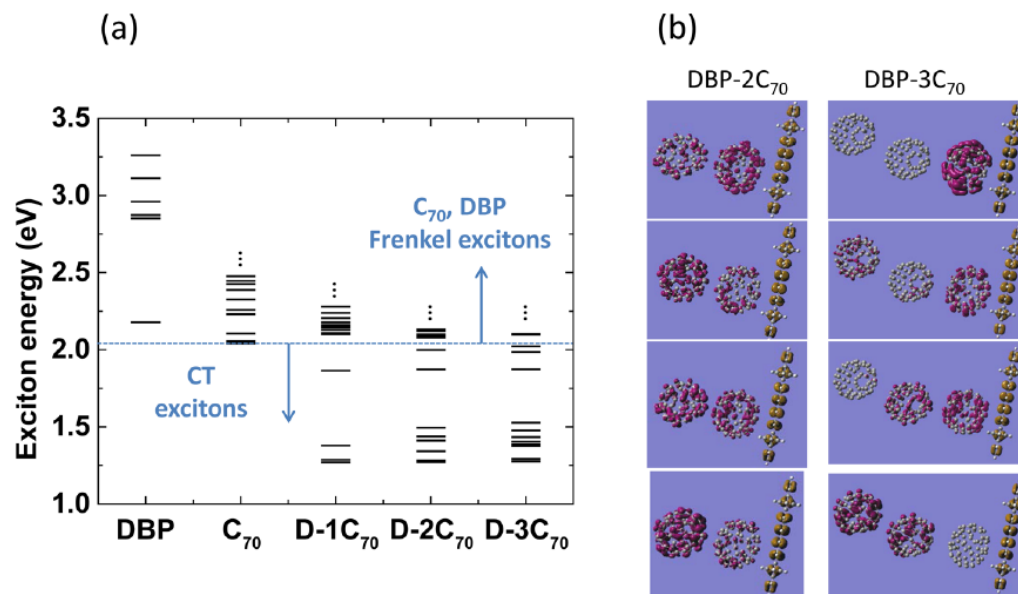 (a)
(b)
DBP-2C₇₀
DBP-3C₇₀
3.5
3.0
2.5
2.0
1.5
1.0
Exciton energy (eV)
C₇₀, DBP
Frenkel excitons
CT
excitons
DBP
C₇₀
D-1C₇₀
D-2C₇₀
D-3C₇₀